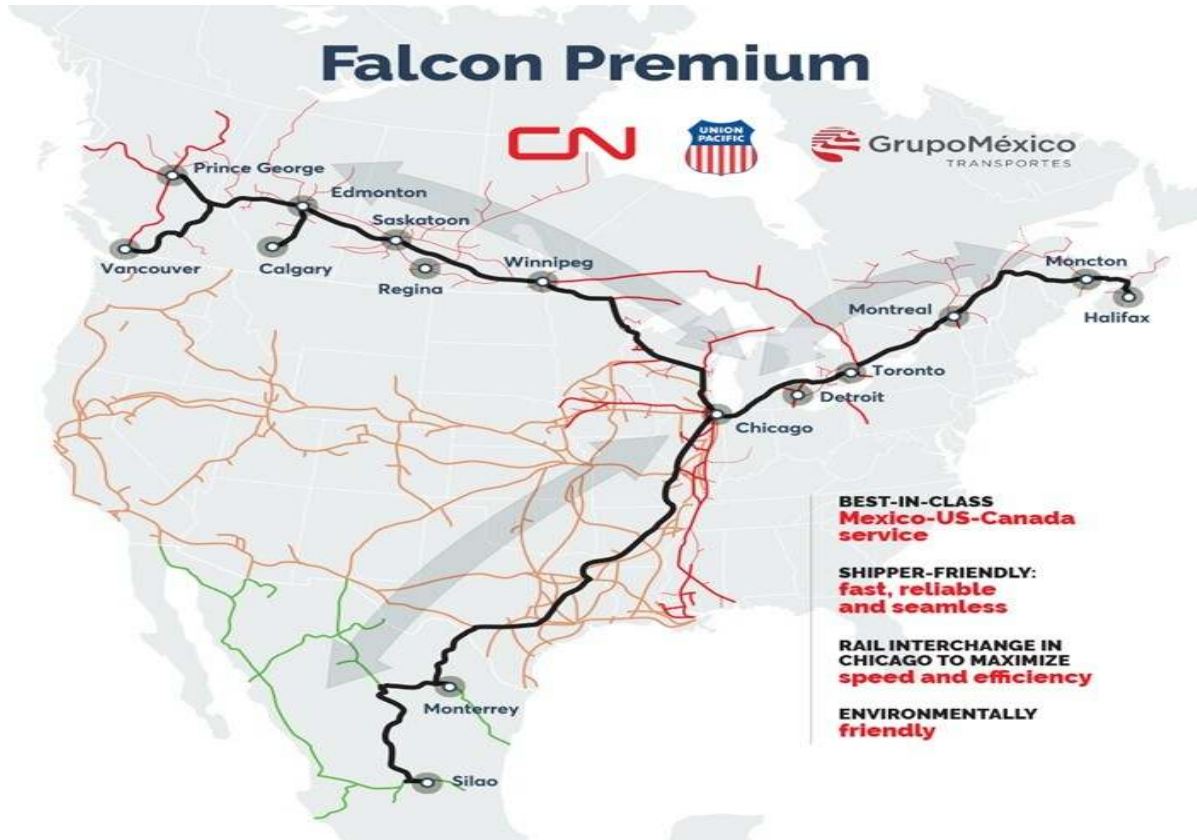 Falcon Premium
CN
UNION
PACIFIC
GrupoMéxico
TRANSPORTES
Prince George
Edmonton
Saskatoon
Winnipeg
Vancouver
Calgary
Regina
Moncton
Montreal
Halifax
Toronto
Detroit
Chicago
BEST-IN-CLASS
Mexico-US-Canada
service
SHIPPER-FRIENDLY:
fast, reliable
and seamless
RAIL INTERCHANGE IN
CHICAGO TO MAXIMIZE
speed and efficiency
ENVIRONMENTALLY
friendly
Monterrey
Silao